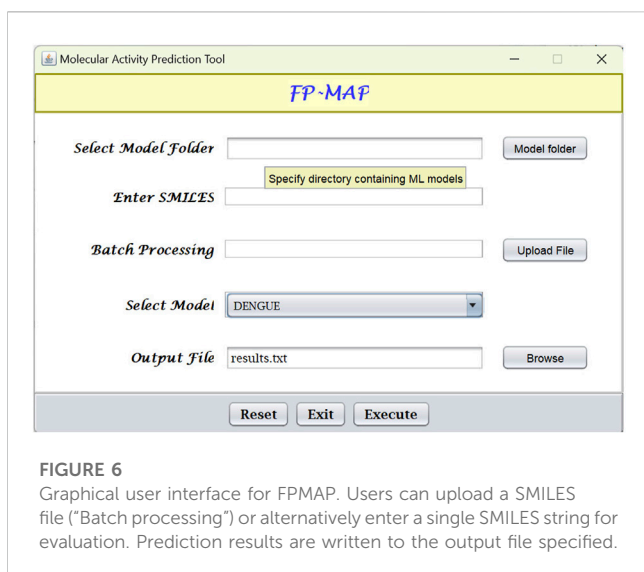 Molecular Activity Prediction Tool
FP-MAP
Select Model Folder
Model folder
Specify directory containing ML models
Enter SMILES
Batch Processing
Upload File
Select Model
DENGUE
Output File
results.txt
Browse
Reset Exit Execute
FIGURE 6
Graphical user interface for FPMAP. Users can upload a SMILES
file (“Batch processing”) or alternatively enter a single SMILES string for
evaluation. Prediction results are written to the output file specified.